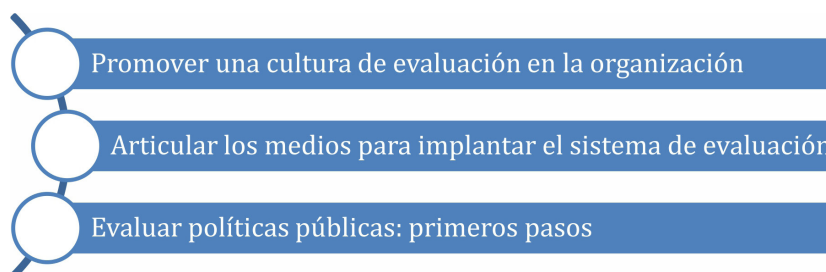 Promover una cultura de evaluación en la organización
Articular los medios para implantar el sistema de evaluación
Evaluar políticas públicas: primeros pasos